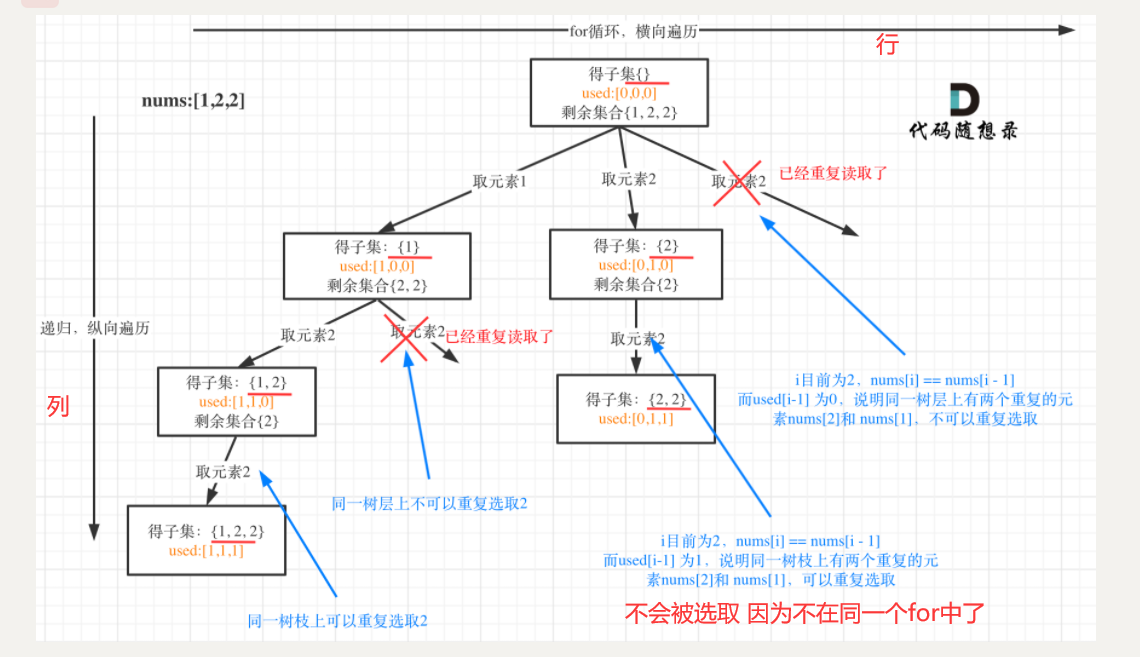 for循环，横向遍历
行
得子集{}
used:[0,0,0]
剩余集合{1, 2, 2}
nums:[1,2,2]
代码随想录
取元素1
取元素2
取元素2
已经重复读取了
得子集：{1}
used:[1,0,0]
剩余集合{2, 2}
得子集：{2}
used:[0,1,0]
剩余集合{2}
递归，纵向遍历
取元素2
取元素2
已经重复读取了
取元素2
列
得子集：{1, 2}
used:[1,1,0]
剩余集合{2}
得子集：{2, 2}
used:[0,1,1]
i目前为2，nums[i] == nums[i - 1]
而used[i-1] 为0，说明同一树层上有两个重复的元
素nums[2]和 nums[1]，不可以重复选取
取元素2
同一树层上不可以重复选取2
得子集：{1, 2, 2}
used:[1,1,1]
i目前为2，nums[i] == nums[i - 1]
而used[i-1] 为1，说明同一树枝上有两个重复的元
素nums[2]和 nums[1]，可以重复选取
同一树枝上可以重复选取2
不会被选取 因为不在同一个for中了